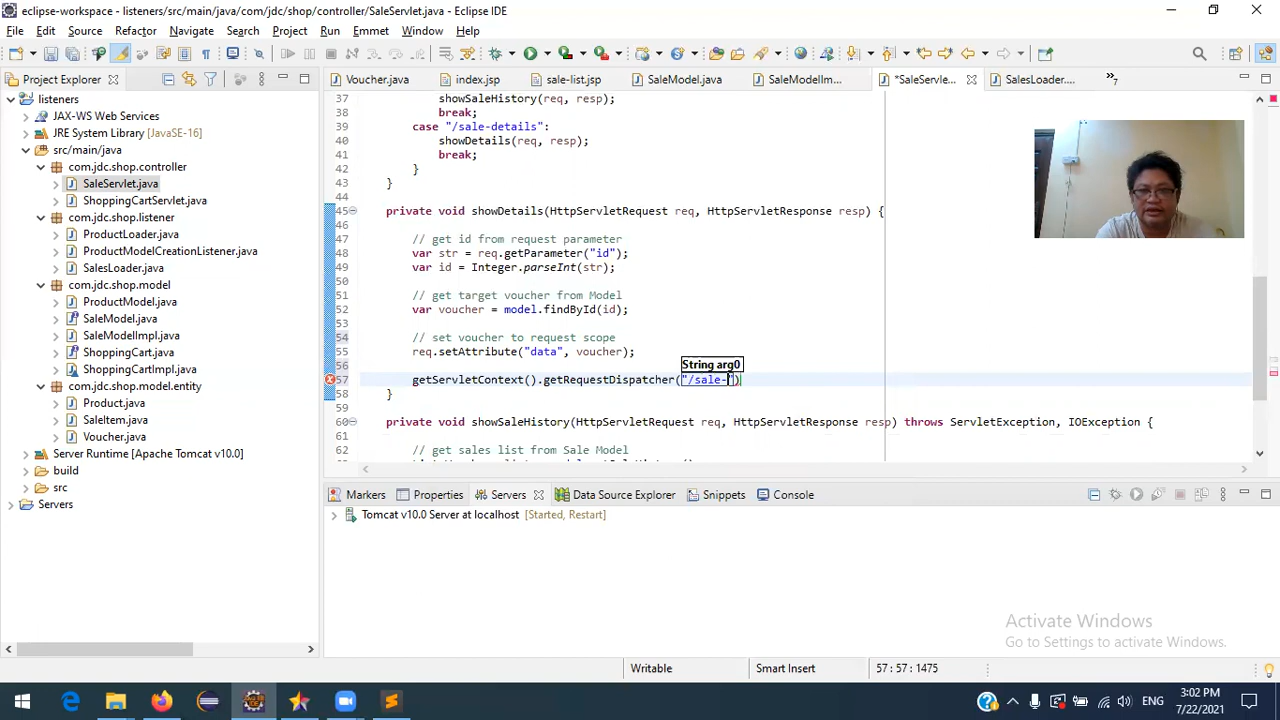 eclipse-workspace - listeners/src/main/java/com/jdc/shop/controller/SaleServlet.java - Eclipse IDE
File Edit Source Refactor Navigate Search Project Run Emmet Window Help
Project Explorer
Voucher.java index.jsp sale-list.jsp SaleModel.java SaleModelIm... *SaleServle... SalesLoader.... »7
listeners
JAX-WS Web Services
JRE System Library [JavaSE-16]
src/main/java
com.jdc.shop.controller
SaleServlet.java
ShoppingCartServlet.java
com.jdc.shop.listener
ProductLoader.java
ProductModelCreationListener.java
SalesLoader.java
com.jdc.shop.model
ProductModel.java
SaleModel.java
SaleModelImpl.java
ShoppingCart.java
ShoppingCartImpl.java
com.jdc.shop.model.entity
Product.java
SaleItem.java
Voucher.java
Server Runtime [Apache Tomcat v10.0]
build
src
Servers
37 showSaleHistory(req, resp);
38 break;
39 case "/sale-details":
40 showDetails(req, resp);
41 break;
42 }
43 }
44
45 private void showDetails(HttpServletRequest req, HttpServletResponse resp) {
46
47 // get id from request parameter
48 var str = req.getParameter("id");
49 var id = Integer.parseInt(str);
50
51 // get target voucher from Model
52 var voucher = model.findById(id);
53
54 // set voucher to request scope
55 req.setAttribute("data", voucher);
56 String arg0
57 getServletContext().getRequestDispatcher("/sale-")
58 }
59
60 private void showSaleHistory(HttpServletRequest req, HttpServletResponse resp) throws ServletException, IOException {
61
62 // get sales list from Sale Model
Markers Properties Servers Data Source Explorer Snippets Console
Tomcat v10.0 Server at localhost [Started, Restart]
Activate Windows
Go to Settings to activate Windows.
Writable Smart Insert 57 : 57 : 1475
ENG 3:02 PM
7/22/2021